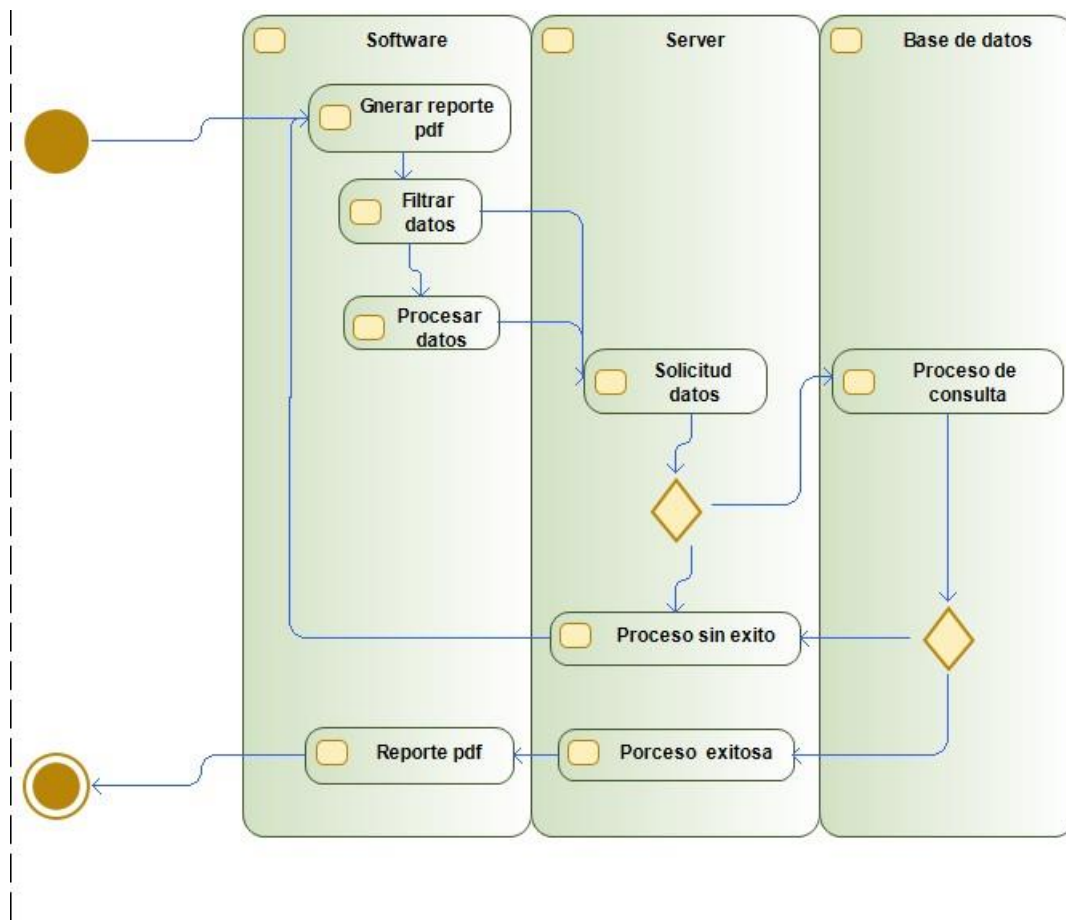 Software
Server
Base de datos
Gnerar reporte
pdf
Filtrar
datos
Procesar
datos
Solicitud
datos
Proceso de
consulta
Proceso sin exito
Reporte pdf
Porceso exitosa